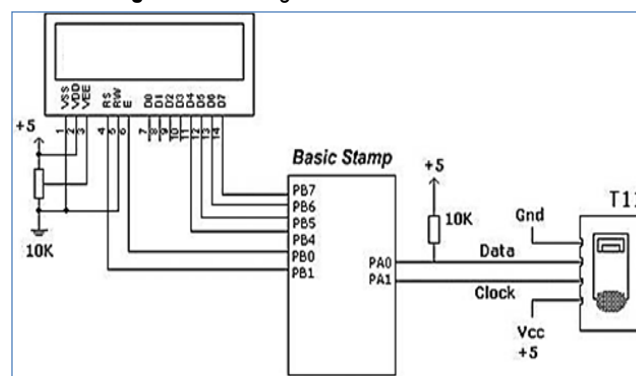 VSS VDD VEE RS RW E D0 D1 D2 D3 D4 D5 D6 D7
1 2 3 4 5 6 7 8 9 10 11 12 13 14
+5
10K
Basic Stamp
PB7
PB6
PB5
PB4
PB0
PB1
PA0
PA1
+5
10K
Gnd
Data
Clock
Vcc
+5